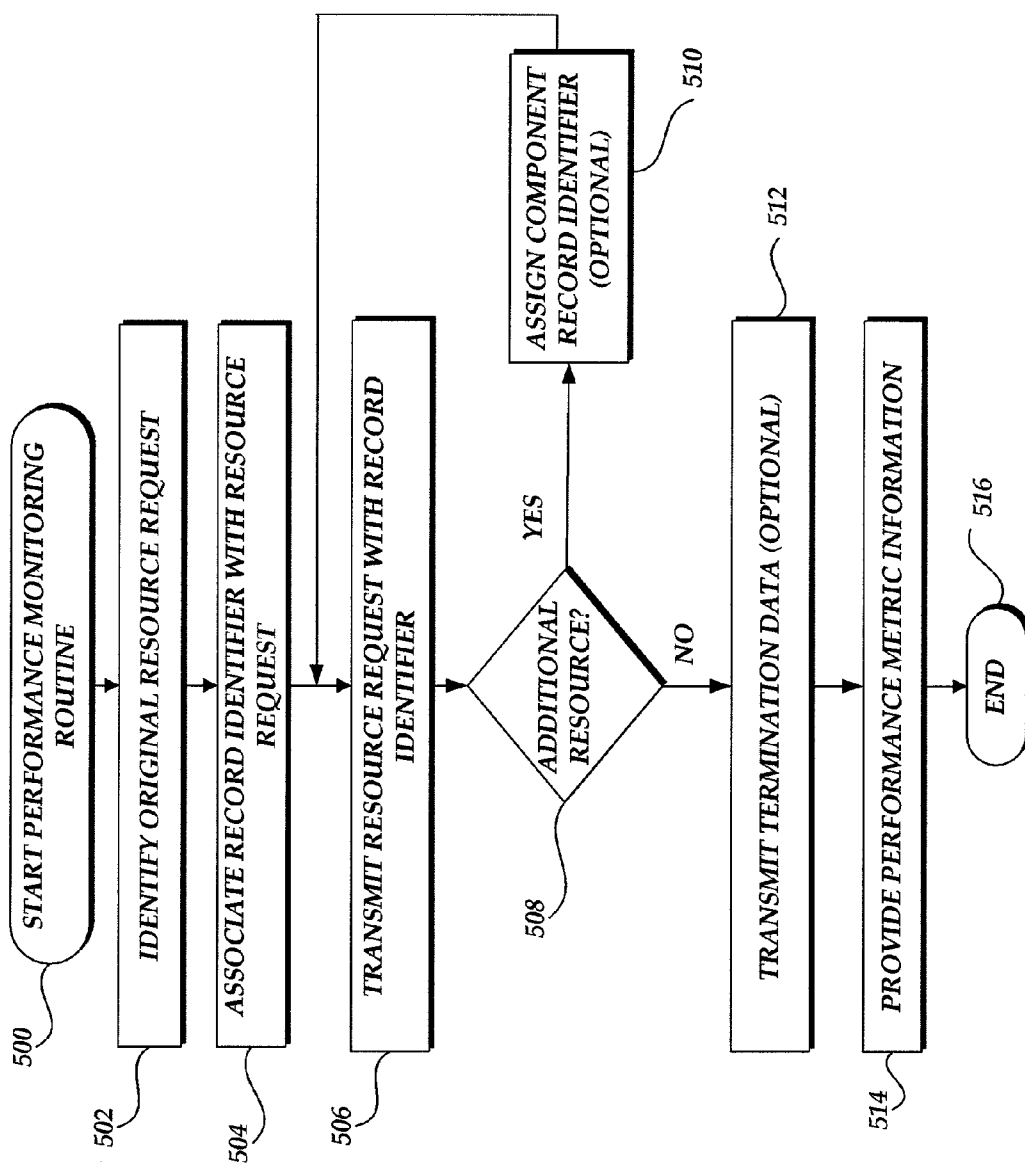 500
START PERFORMANCE MONITORING
ROUTINE
502
IDENTIFY ORIGINAL RESOURCE REQUEST
504
ASSOCIATE RECORD IDENTIFIER WITH RESOURCE
REQUEST
506
TRANSMIT RESOURCE REQUEST WITH RECORD
IDENTIFIER
508
ADDITIONAL
RESOURCE?
YES
ASSIGN COMPONENT
RECORD IDENTIFIER
(OPTIONAL)
510
NO
TRANSMIT TERMINATION DATA (OPTIONAL)
512
514
PROVIDE PERFORMANCE METRIC INFORMATION
END
516